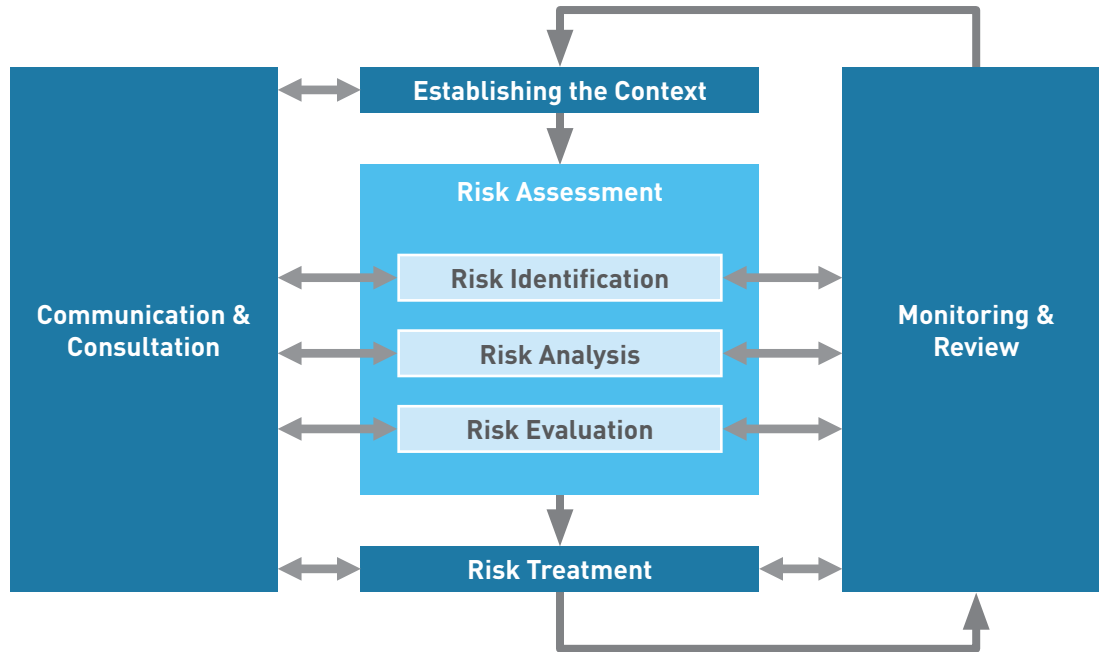 Establishing the Context
Risk Assessment
Risk Identification
Risk Analysis
Risk Evaluation
Risk Treatment
Communication &
Consultation
Monitoring &
Review